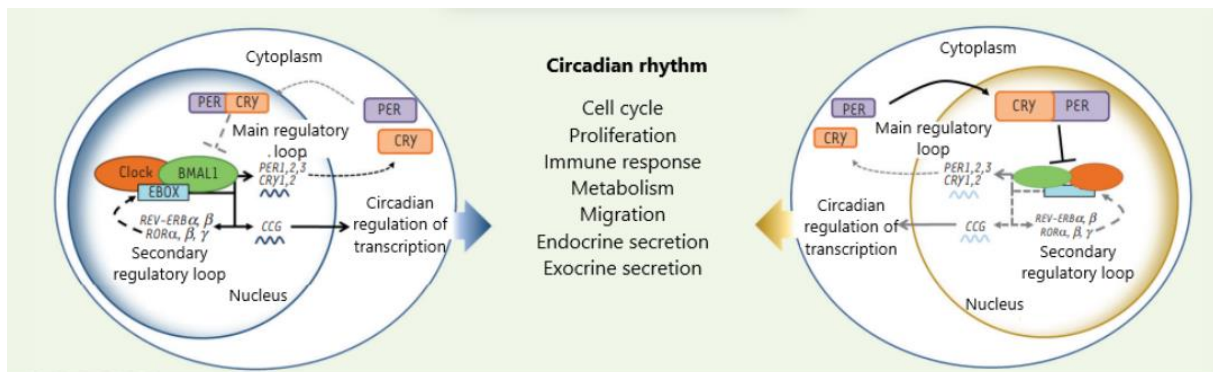 Cytoplasm
PER CRY
Main regulatory
loop
PER
CRY
Clock BMAL1
EBOX
PER1,2,3
CRY1,2
REV-ERBα, β
RORα, β, γ
CCG
Circadian
regulation of
transcription
Secondary
regulatory loop
Nucleus
Circadian rhythm
Cell cycle
Proliferation
Immune response
Metabolism
Migration
Endocrine secretion
Exocrine secretion
Cytoplasm
PER
CRY
CRY PER
Main regulatory
loop
PER1,2,3
CRY1,2
Circadian
regulation of
transcription
CCG
REV-ERBα, β
RORα, β, γ
Secondary
regulatory loop
Nucleus